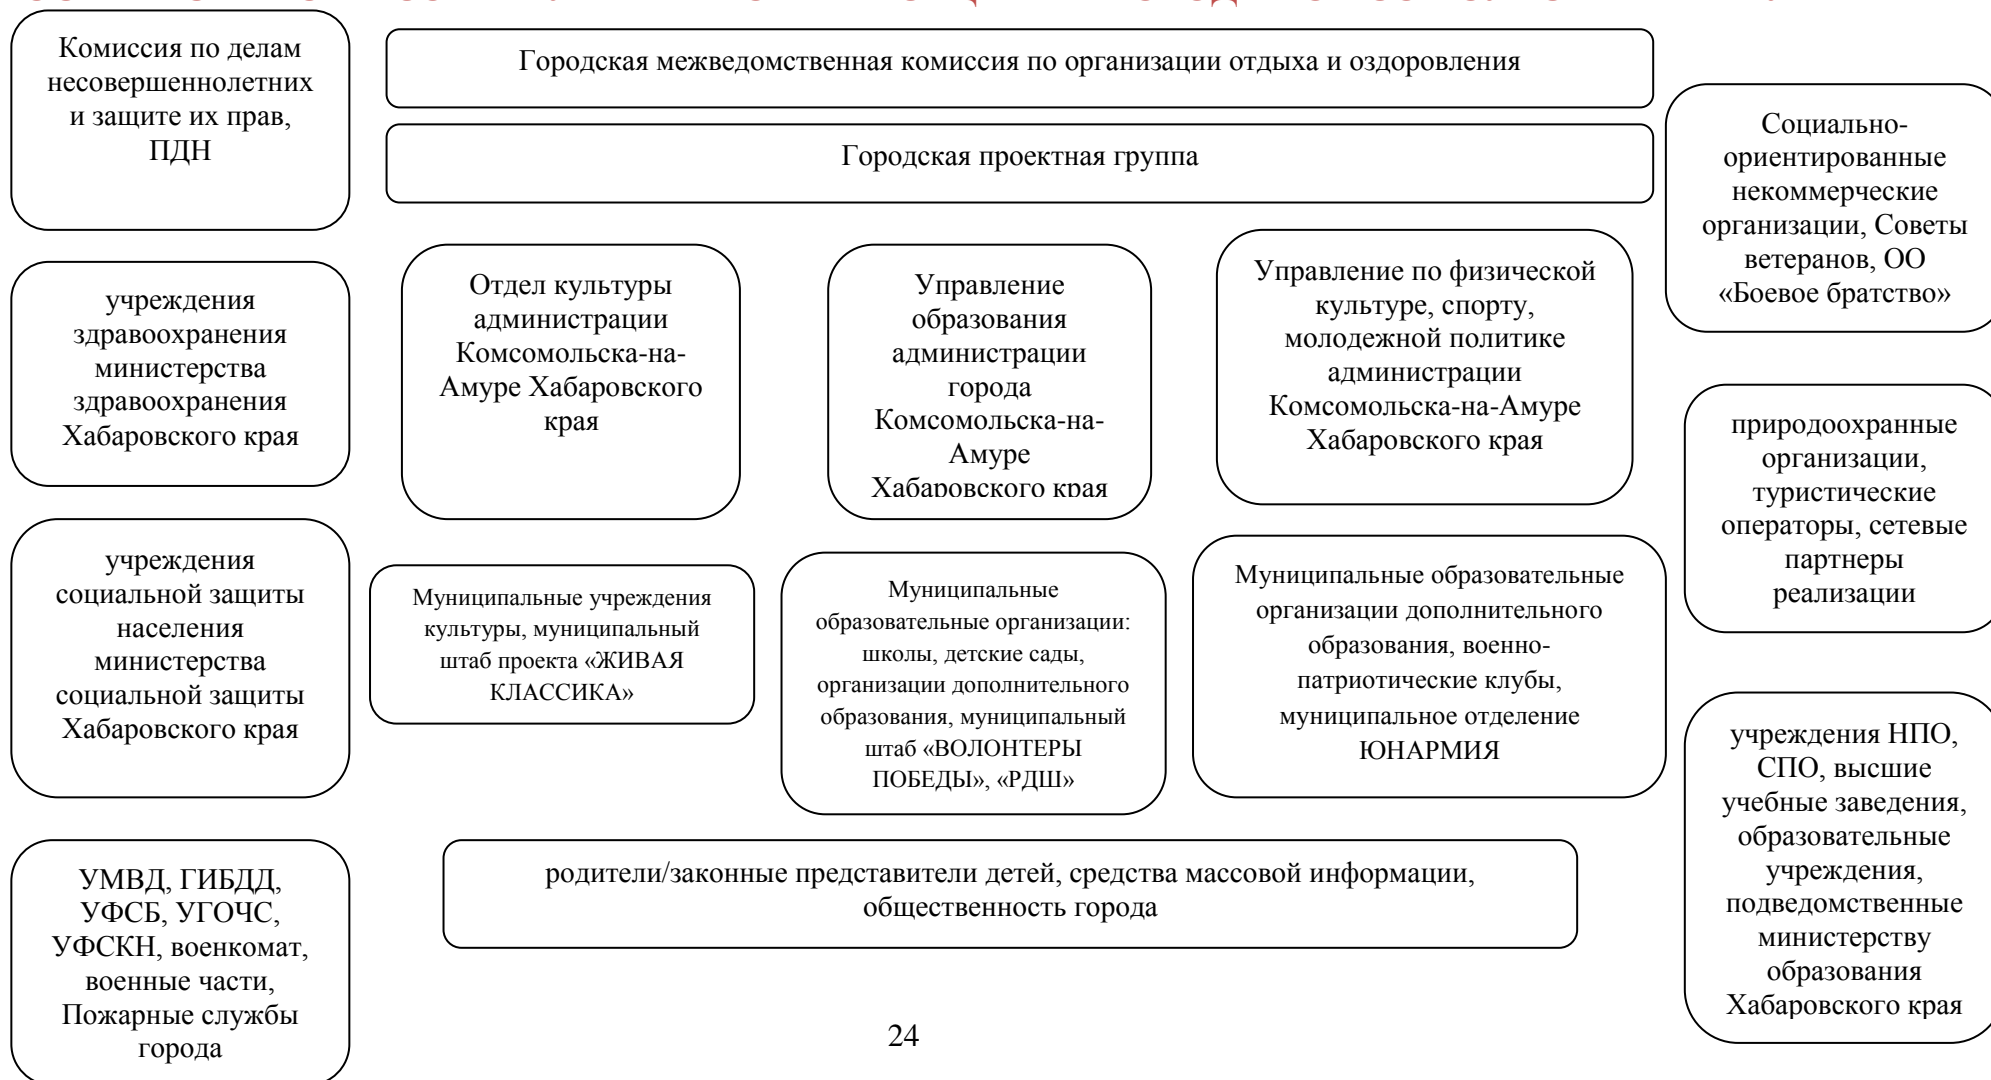 Комиссия по делам
несовершеннолетних
и защите их прав,
ПДН
Городская межведомственная комиссия по организации отдыха и оздоровления
Городская проектная группа
Социально-
ориентированные
некоммерческие
организации, Советы
ветеранов, ОО
«Боевое братство»
учреждения
здравоохранения
министерства
здравоохранения
Хабаровского края
Отдел культуры
администрации
Комсомольска-на-
Амуре Хабаровского
края
Управление
образования
администрации
города
Комсомольска-на-
Амуре
Хабаровского края
Управление по физической
культуре, спорту,
молодежной политике
администрации
Комсомольска-на-Амуре
Хабаровского края
природоохранные
организации,
туристические
операторы, сетевые
партнеры
реализации
учреждения
социальной защиты
населения
министерства
социальной защиты
Хабаровского края
Муниципальные учреждения
культуры, муниципальный
штаб проекта «ЖИВАЯ
КЛАССИКА»
Муниципальные
образовательные организации:
школы, детские сады,
организации дополнительного
образования, муниципальный
штаб «ВОЛОНТЕРЫ
ПОБЕДЫ», «РДШ»
Муниципальные образовательные
организации дополнительного
образования, военно-
патриотические клубы,
муниципальное отделение
ЮНАРМИЯ
учреждения НПО,
СПО, высшие
учебные заведения,
образовательные
учреждения,
подведомственные
министерству
образования
Хабаровского края
УМВД, ГИБДД,
УФСБ, УГОЧС,
УФСКН, военкомат,
военные части,
Пожарные службы
города
родители/законные представители детей, средства массовой информации,
общественность города
24